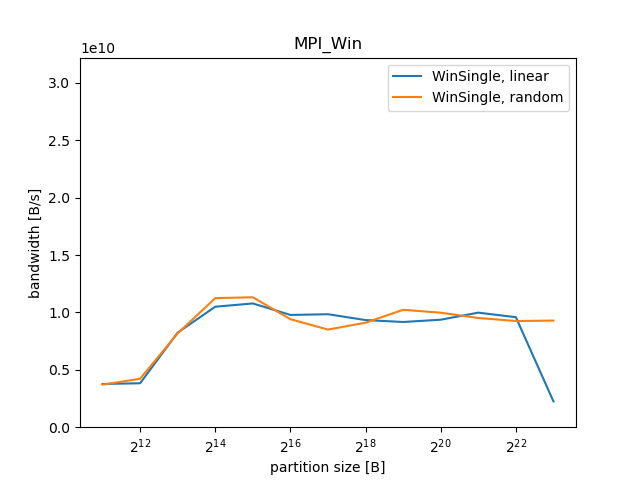 MPI_Win
1e10
WinSingle, linear
WinSingle, random
3.0
2.5
2.0
1.5
1.0
0.5
0.0
bandwidth [B/s]
2^12 2^14 2^16 2^18 2^20 2^22
partition size [B]